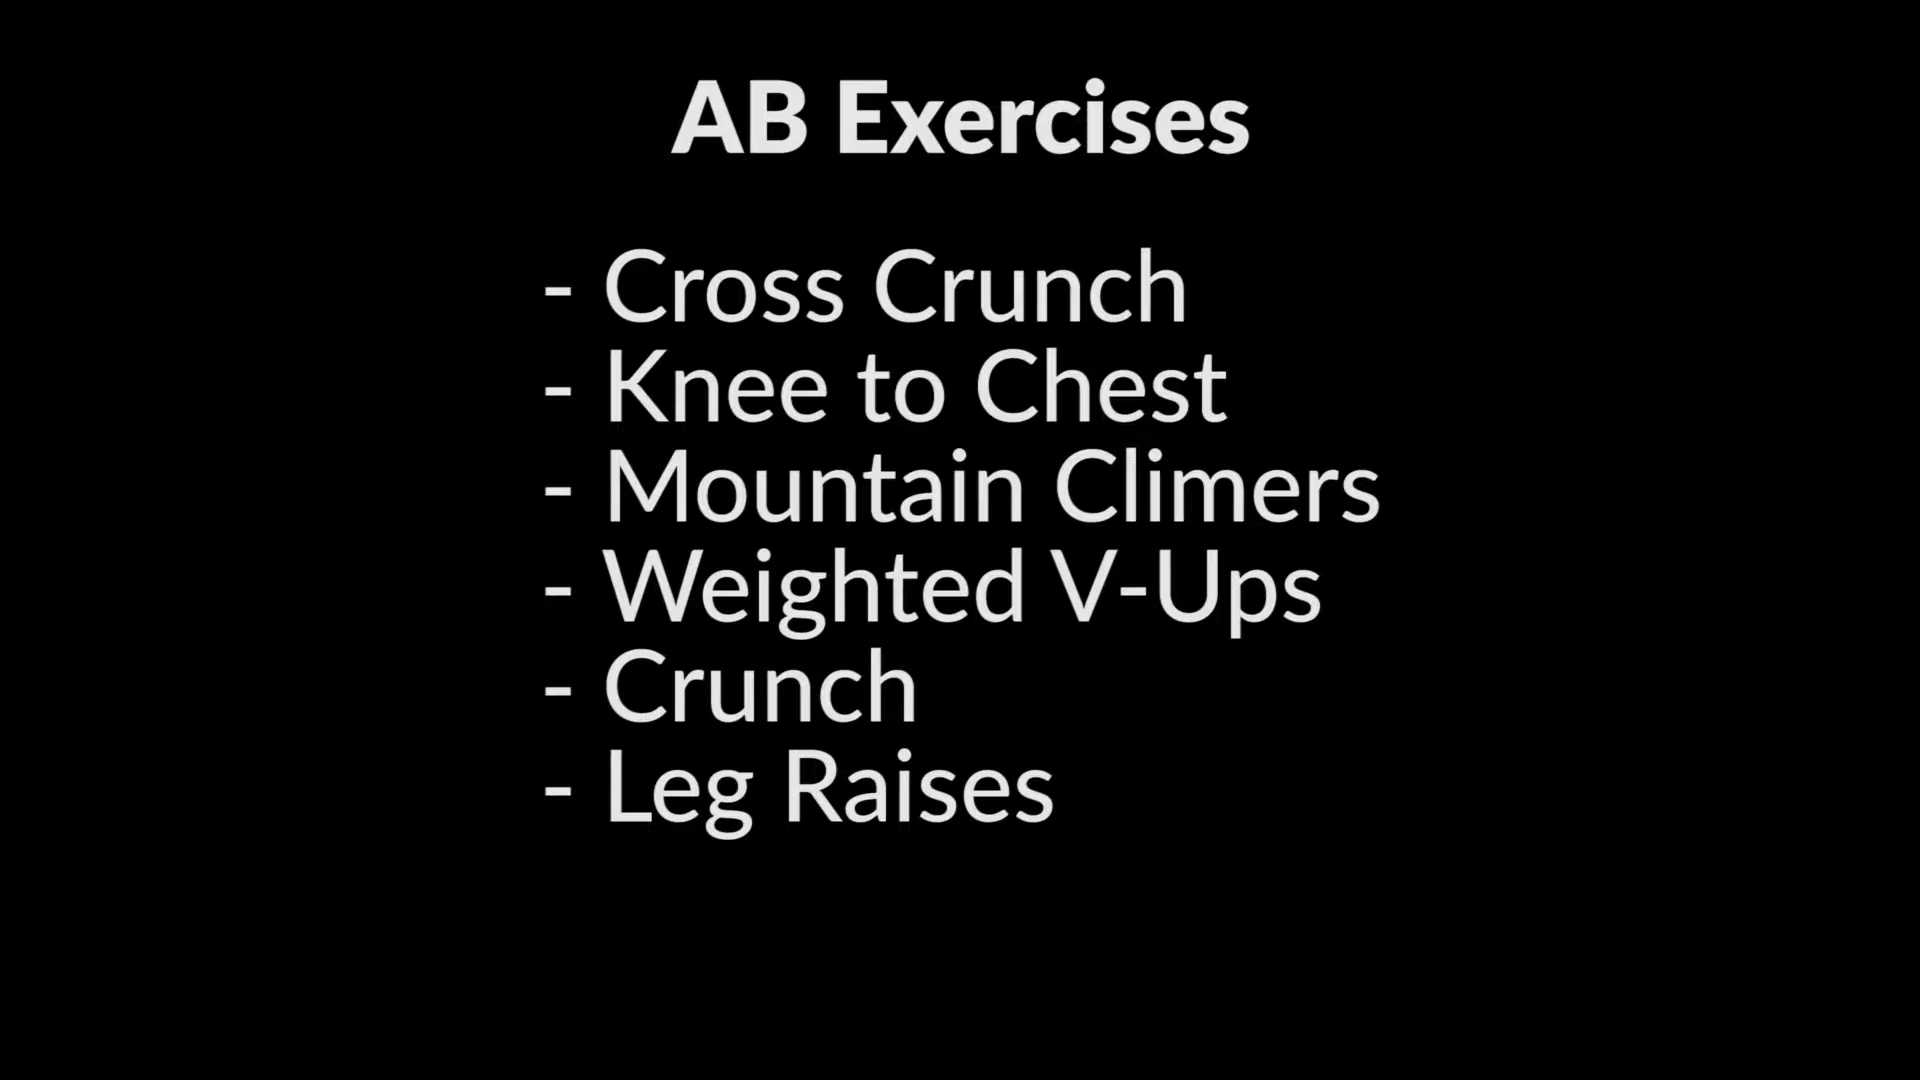 AB Exercises
- Cross Crunch
- Knee to Chest
- Mountain Climers
- Weighted V-Ups
- Crunch
- Leg Raises